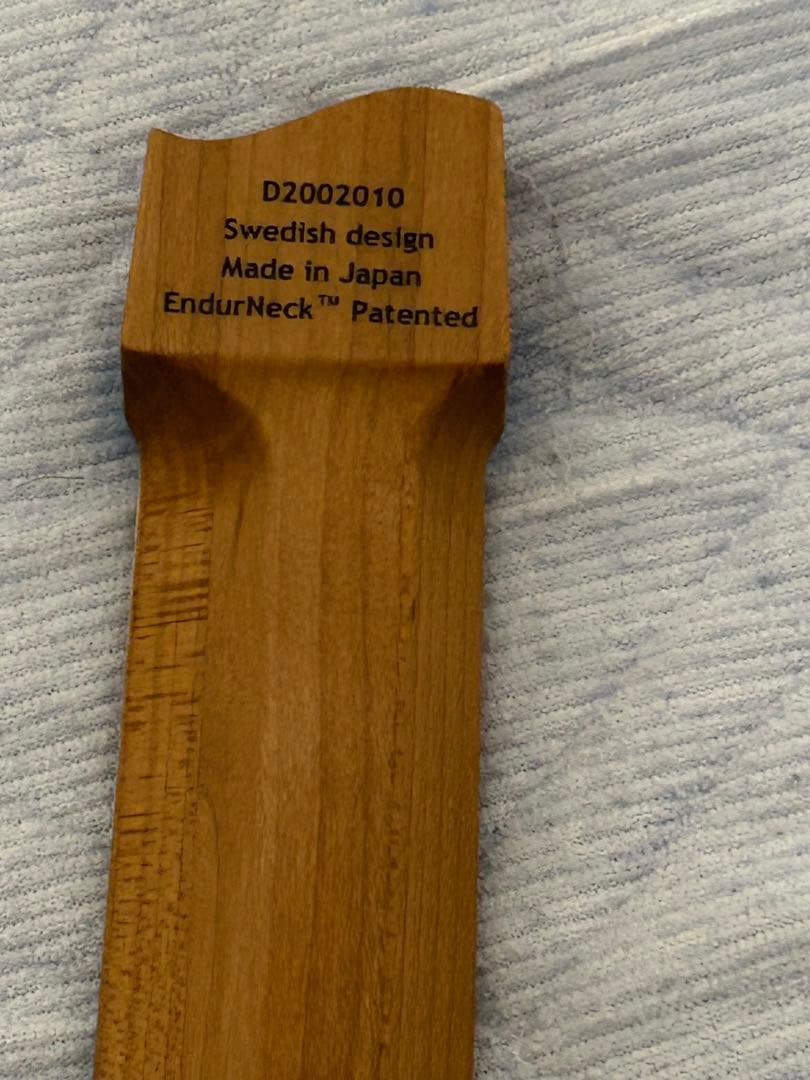 D2002010
Swedish design
Made in Japan
EndurNeck™ Patented